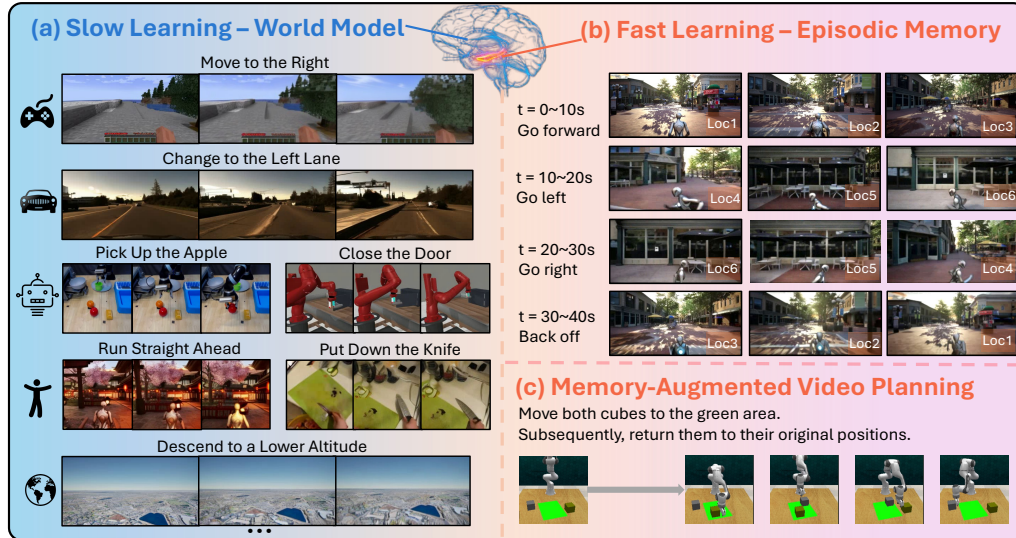 (a) Slow Learning – World Model
Move to the Right
Change to the Left Lane
Pick Up the Apple
Close the Door
Run Straight Ahead
Put Down the Knife
Descend to a Lower Altitude
...
(b) Fast Learning – Episodic Memory
t = 0~10s
Go forward
Loc1
Loc2
Loc3
t = 10~20s
Go left
Loc4
Loc5
Loc6
t = 20~30s
Go right
Loc6
Loc5
Loc4
t = 30~40s
Back off
Loc3
Loc2
Loc1
(c) Memory-Augmented Video Planning
Move both cubes to the green area.
Subsequently, return them to their original positions.